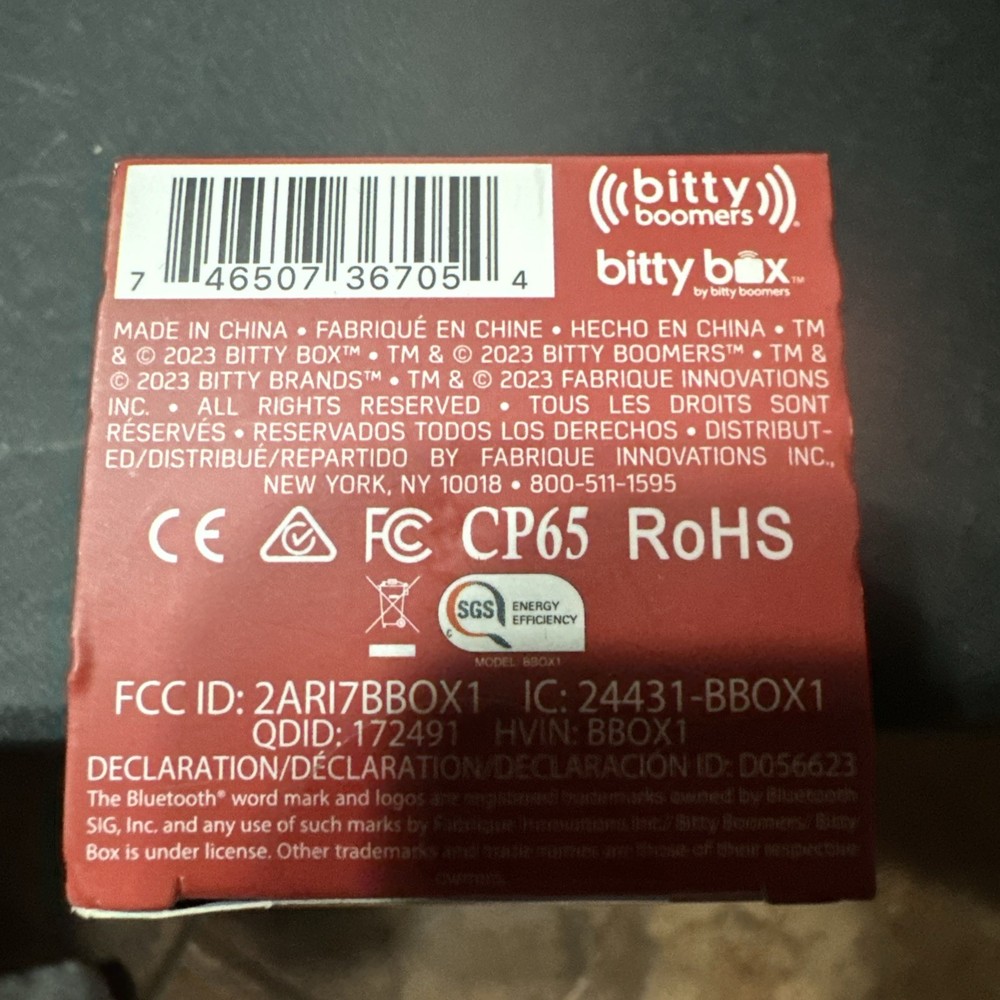 7 46507 36705 4
bitty
boomers®
bitty box™
by bitty boomers
MADE IN CHINA • FABRIQUÉ EN CHINE • HECHO EN CHINA • TM
& © 2023 BITTY BOX™ • TM & © 2023 BITTY BOOMERS™ • TM &
© 2023 BITTY BRANDS™ • TM & © 2023 FABRIQUE INNOVATIONS
INC. • ALL RIGHTS RESERVED • TOUS LES DROITS SONT
RÉSERVÉS • RESERVADOS TODOS LOS DERECHOS • DISTRIBUT-
ED/DISTRIBUÉ/REPARTIDO BY FABRIQUE INNOVATIONS INC.,
NEW YORK, NY 10018 • 800-511-1595
CE FC CP65 RoHS
SGS ENERGY
EFFICIENCY
MODEL: BBOX1
FCC ID: 2ARI7BBOX1 IC: 24431-BBOX1
QDID: 172491 HVIN: BBOX1
DECLARATION/DÉCLARATION/DECLARACIÓN ID: D056623
The Bluetooth® word mark and logos are registered trademarks owned by Bluetooth
SIG, Inc. and any use of such marks by Fabrique Innovations Inc./ Bitty Boomers/ Bitty
Box is under license. Other trademarks and trade names are those of their respective
owners.